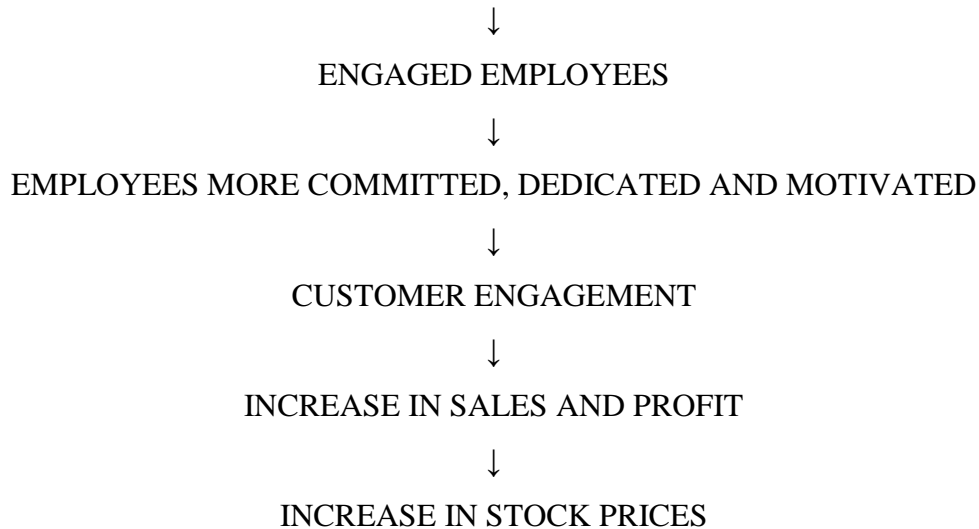 ↓
ENGAGED EMPLOYEES
↓
EMPLOYEES MORE COMMITTED, DEDICATED AND MOTIVATED
↓
CUSTOMER ENGAGEMENT
↓
INCREASE IN SALES AND PROFIT
↓
INCREASE IN STOCK PRICES